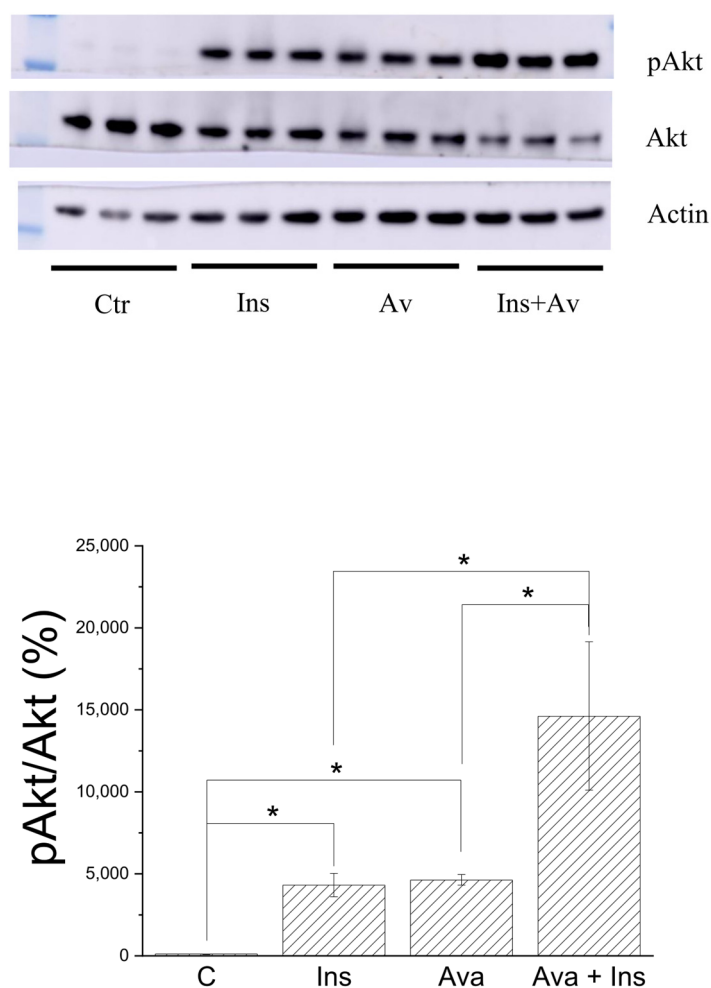 pAkt
Akt
Actin
Ctr Ins Av Ins+Av
25,000
20,000
15,000
10,000
5,000
0
pAkt/Akt (%)
*
*
*
*
C Ins Ava Ava + Ins